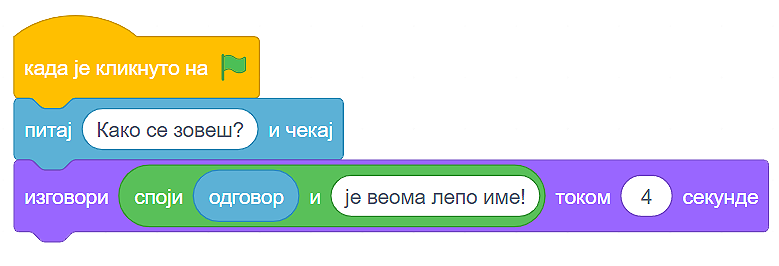 када је кликнуто на
питај Како се зовеш? и чекај
изговори споји одговор и је веома лепо име! током 4 секунде